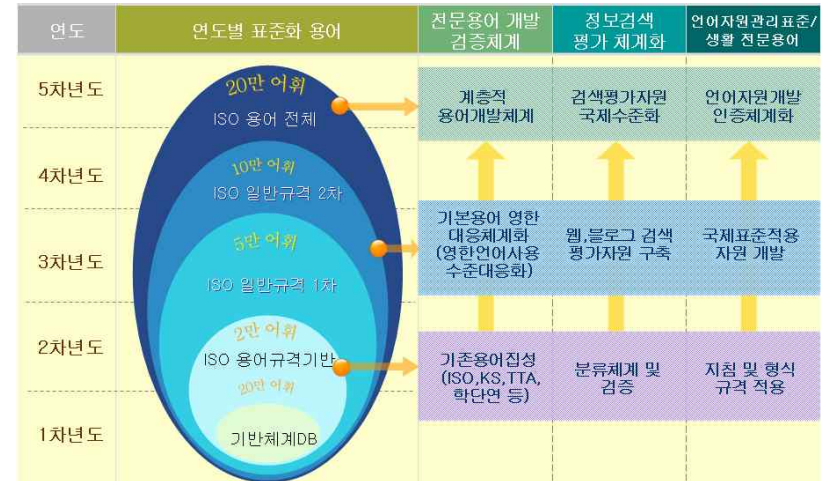 연도
연도별 표준화 용어
전문용어 개발
검증체계
정보검색
평가 체계화
언어자원관리표준/
생활 전문용어
5차년도
20만 어휘
ISO 용어 전체
계층적
용어개발체계
검색평가자원
국제수준화
언어자원개발
인증체계화
4차년도
10만 어휘
ISO 일반규격 2차
3차년도
5만 어휘
ISO 일반규격 1차
기본용어 영한
대응체계화
(영한언어사용
수준대응화)
웹,블로그 검색
평가자원 구축
국제표준적용
자원 개발
2차년도
2만 어휘
ISO 용어규격기반
20만 어휘
기존용어집성
(ISO,KS,TTA,
학단연 등)
분류체계 및
검증
지침 및 형식
규격 적용
1차년도
기반체계DB